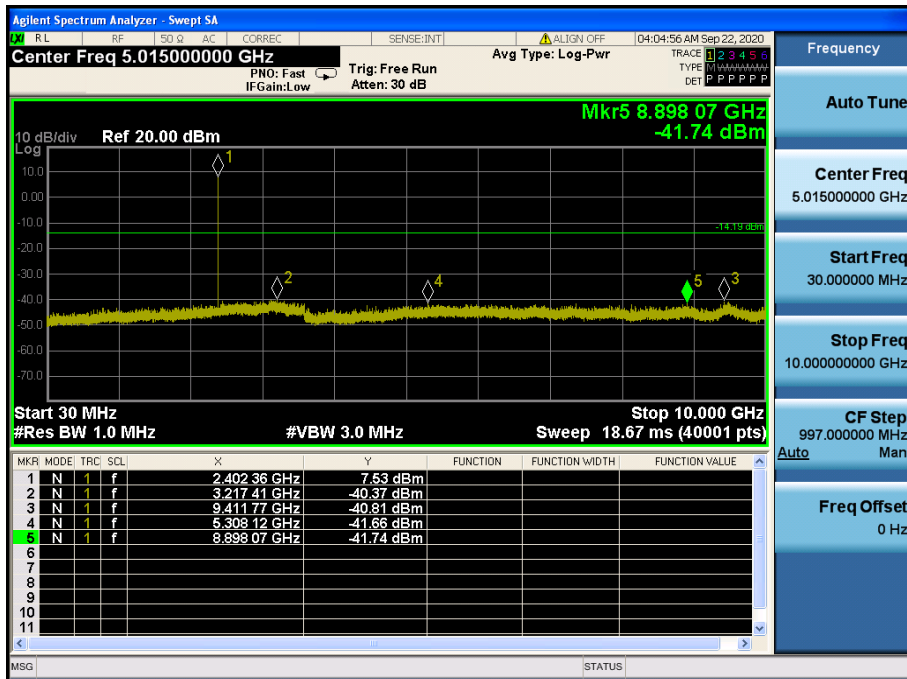 Agilent Spectrum Analyzer - Swept SA
LXI RL RF 50 Ω AC CORREC SENSE:INT ALIGN OFF 04:04:56 AM Sep 22, 2020
Center Freq 5.015000000 GHz
PNO: Fast
IFGain:Low
Trig: Free Run
Atten: 30 dB
Avg Type: Log-Pwr
TRACE 1 2 3 4 5 6
TYPE M WWWWW
DET P P P P P P
Mkr5 8.898 07 GHz
-41.74 dBm
10 dB/div Ref 20.00 dBm
Log
10.0
0.00
-10.0
-20.0
-30.0
-40.0
-50.0
-60.0
-70.0
1
2
4
5
3
-14.19 dBm
Start 30 MHz Stop 10.000 GHz
#Res BW 1.0 MHz #VBW 3.0 MHz Sweep 18.67 ms (40001 pts)
MKR MODE TRC SCL X Y FUNCTION FUNCTION WIDTH FUNCTION VALUE
1 N 1 f 2.402 36 GHz 7.53 dBm
2 N 1 f 3.217 41 GHz -40.37 dBm
3 N 1 f 9.411 77 GHz -40.81 dBm
4 N 1 f 5.308 12 GHz -41.66 dBm
5 N 1 f 8.898 07 GHz -41.74 dBm
6
7
8
9
10
11
MSG STATUS
Frequency
Auto Tune
Center Freq
5.015000000 GHz
Start Freq
30.000000 MHz
Stop Freq
10.000000000 GHz
CF Step
997.000000 MHz
Auto Man
Freq Offset
0 Hz